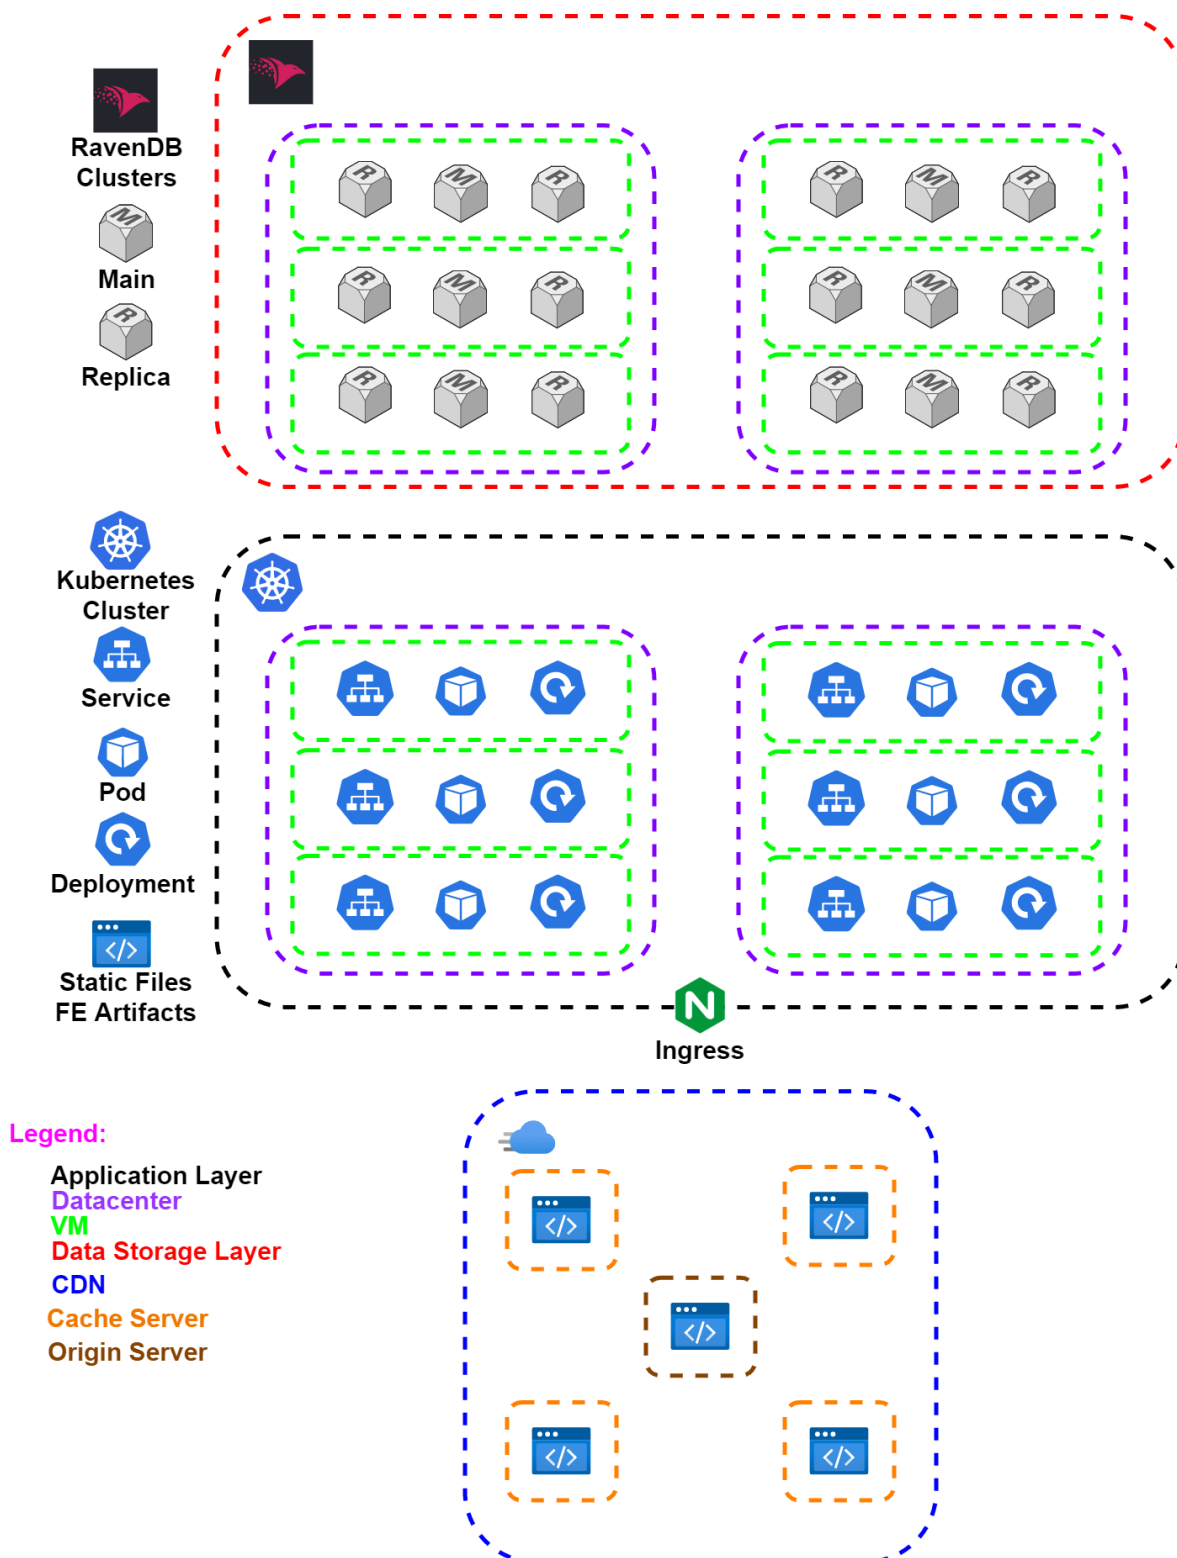 RavenDB
Clusters
M
Main
R
Replica
R M R
R M R
R M R
R M R
R M R
R M R
Kubernetes
Cluster
Service
Pod
Deployment
</>
Static Files
FE Artifacts
N
Ingress
Legend:
Application Layer
Datacenter
VM
Data Storage Layer
CDN
Cache Server
Origin Server
</>
</>
</>
</>
</>